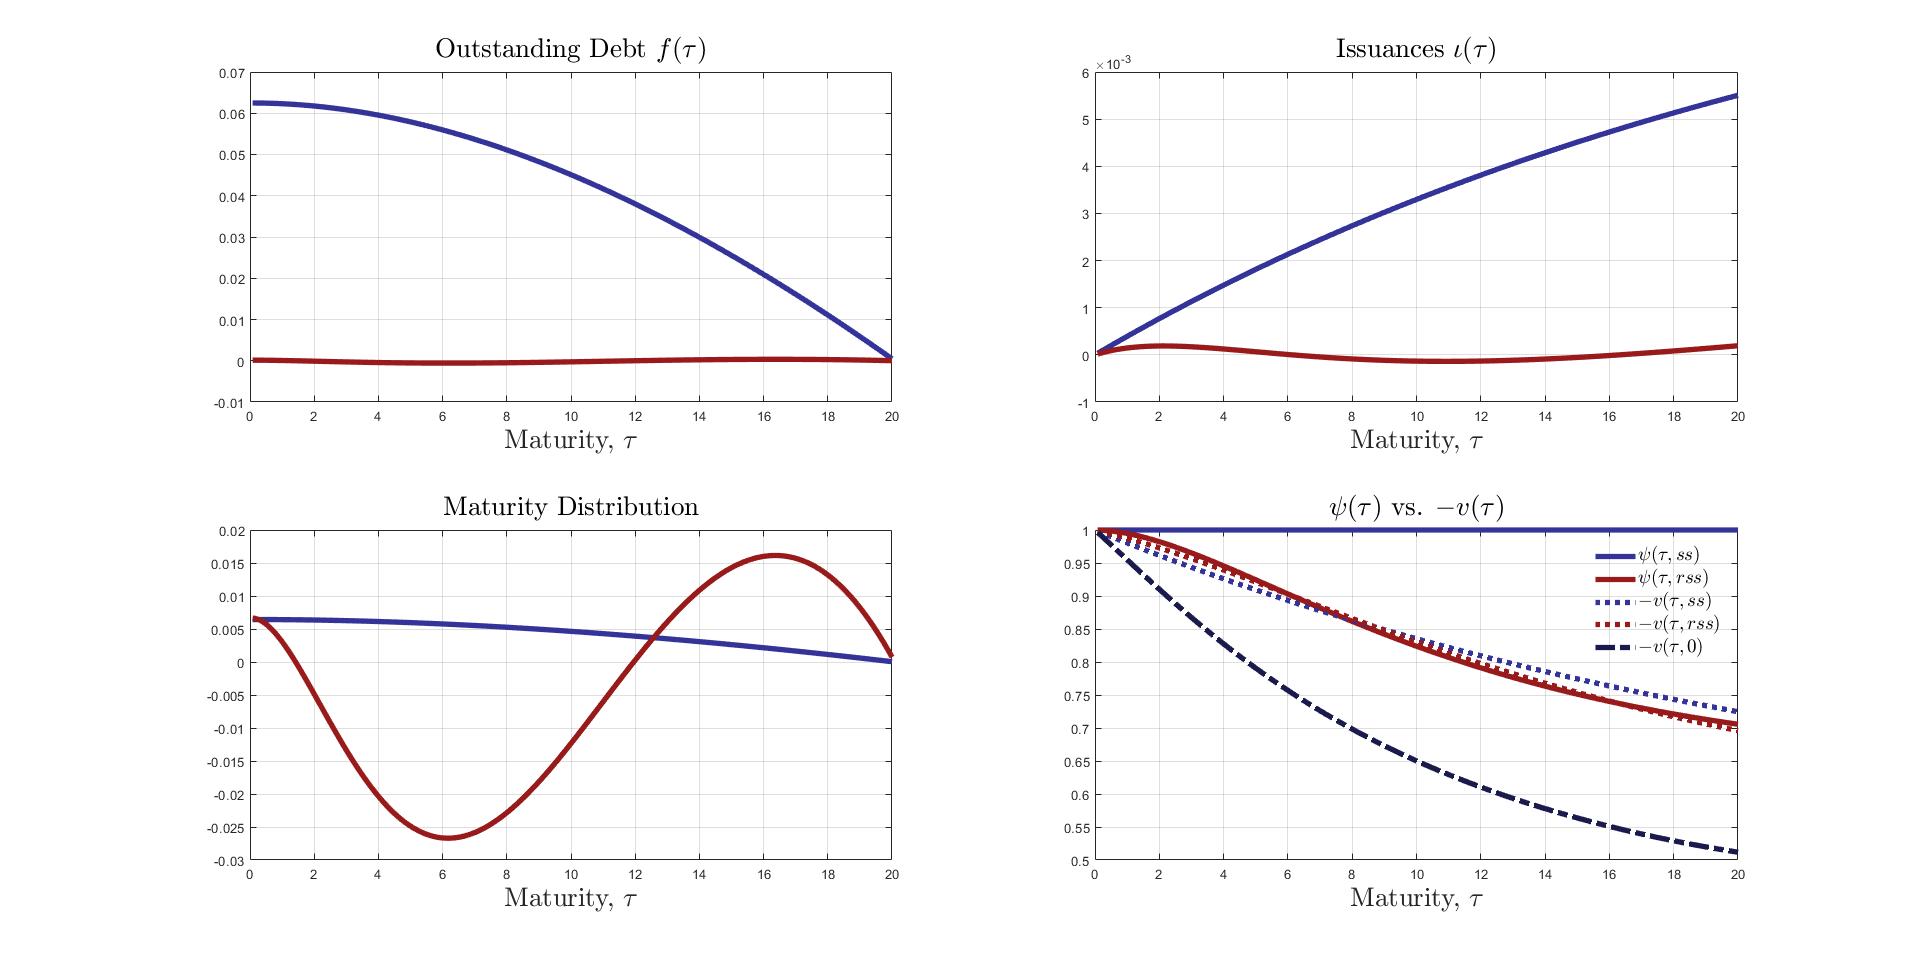 Outstanding Debt f(τ)
0.07
0.06
0.05
0.04
0.03
0.02
0.01
0
-0.01
0 2 4 6 8 10 12 14 16 18 20
Maturity, τ
Issuances ι(τ)
×10⁻³
6
5
4
3
2
1
0
-1
0 2 4 6 8 10 12 14 16 18 20
Maturity, τ
Maturity Distribution
0.02
0.015
0.01
0.005
0
-0.005
-0.01
-0.015
-0.02
-0.025
-0.03
0 2 4 6 8 10 12 14 16 18 20
Maturity, τ
ψ(τ) vs. −v(τ)
1
0.95
0.9
0.85
0.8
0.75
0.7
0.65
0.6
0.55
0.5
ψ(τ, ss)
ψ(τ, rss)
−v(τ, ss)
−v(τ, rss)
−v(τ, 0)
0 2 4 6 8 10 12 14 16 18 20
Maturity, τ